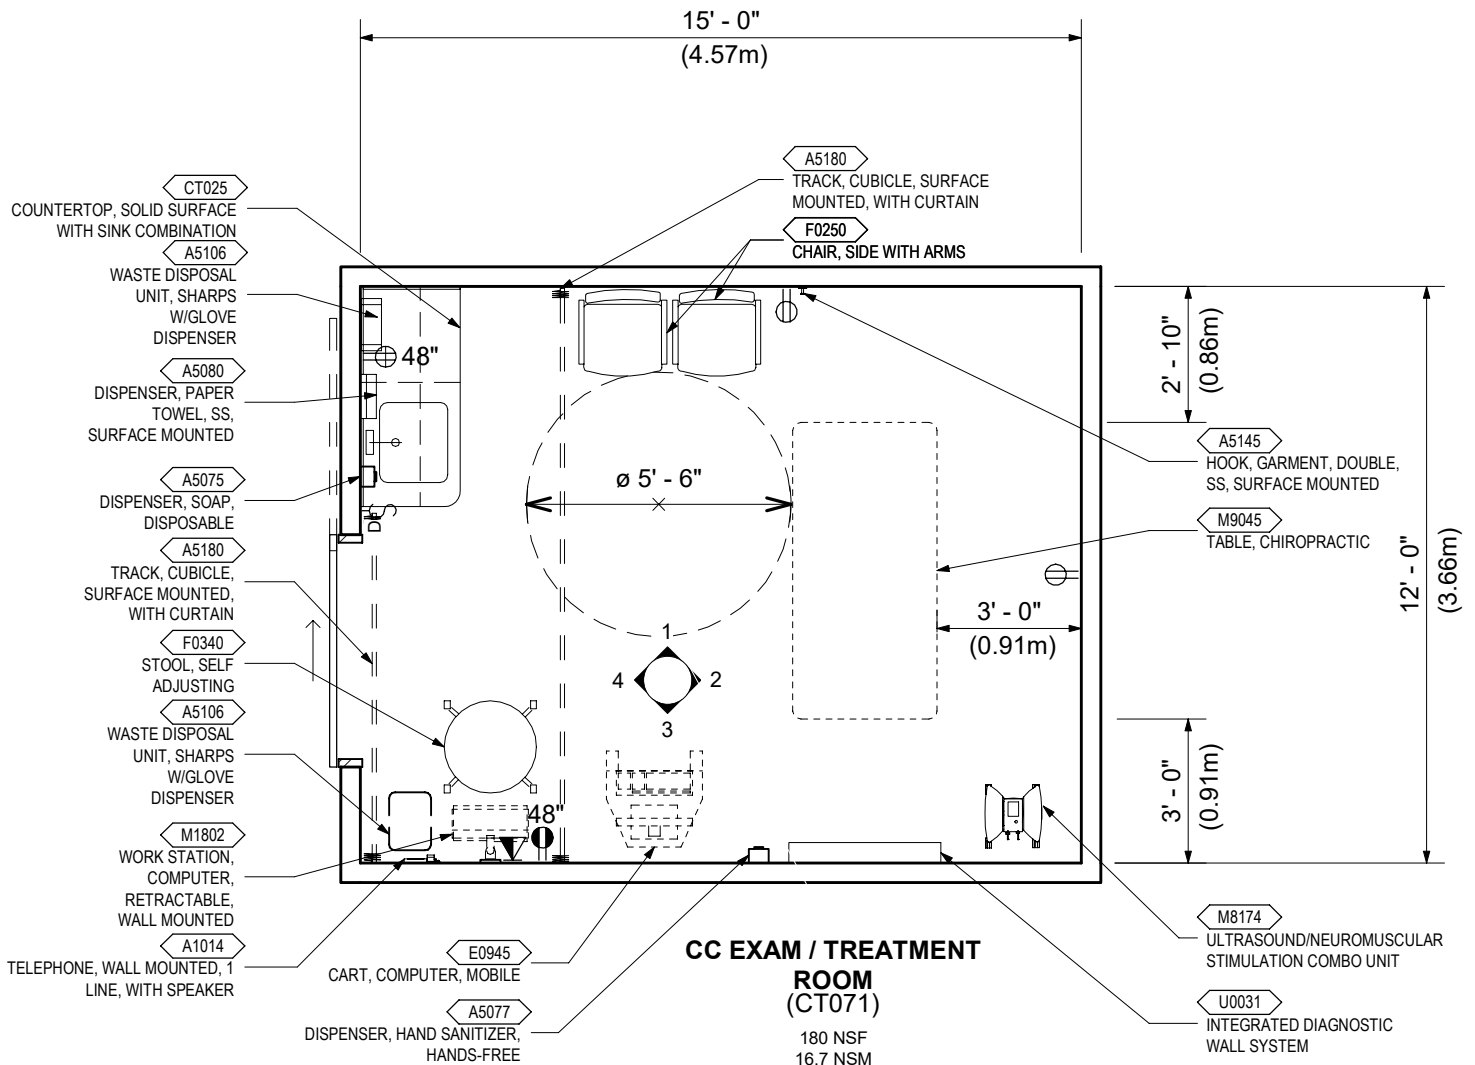 15' - 0"
(4.57m)
CT025
COUNTERTOP, SOLID SURFACE
WITH SINK COMBINATION
A5106
WASTE DISPOSAL
UNIT, SHARPS
W/GLOVE
DISPENSER
A5080
DISPENSER, PAPER
TOWEL, SS,
SURFACE MOUNTED
A5075
DISPENSER, SOAP,
DISPOSABLE
A5180
TRACK, CUBICLE,
SURFACE MOUNTED,
WITH CURTAIN
F0340
STOOL, SELF
ADJUSTING
A5106
WASTE DISPOSAL
UNIT, SHARPS
W/GLOVE
DISPENSER
M1802
WORK STATION,
COMPUTER,
RETRACTABLE,
WALL MOUNTED
A1014
TELEPHONE, WALL MOUNTED, 1
LINE, WITH SPEAKER
A5180
TRACK, CUBICLE, SURFACE
MOUNTED, WITH CURTAIN
F0250
CHAIR, SIDE WITH ARMS
48"
ø 5' - 6"
1
4
2
3
48"
3' - 0"
(0.91m)
2' - 10"
(0.86m)
A5145
HOOK, GARMENT, DOUBLE,
SS, SURFACE MOUNTED
M9045
TABLE, CHIROPRACTIC
12' - 0"
(3.66m)
3' - 0"
(0.91m)
M8174
ULTRASOUND/NEUROMUSCULAR
STIMULATION COMBO UNIT
U0031
INTEGRATED DIAGNOSTIC
WALL SYSTEM
E0945
CART, COMPUTER, MOBILE
A5077
DISPENSER, HAND SANITIZER,
HANDS-FREE
CC EXAM / TREATMENT
ROOM
(CT071)
180 NSF
16.7 NSM